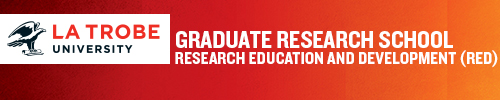 LA TROBE
UNIVERSITY
GRADUATE RESEARCH SCHOOL
RESEARCH EDUCATION AND DEVELOPMENT (RED)